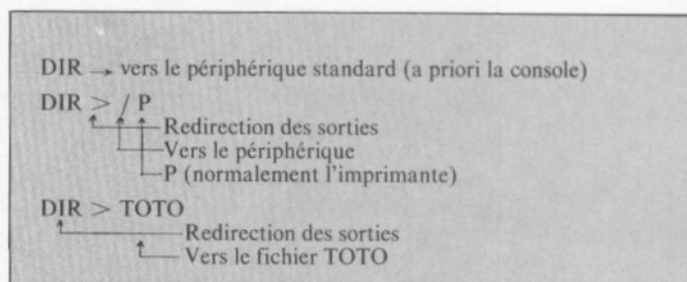 DIR → vers le périphérique standard (a priori la console)
DIR > / P
Redirection des sorties
Vers le périphérique
P (normalement l'imprimante)
DIR > TOTO
Redirection des sorties
Vers le fichier TOTO